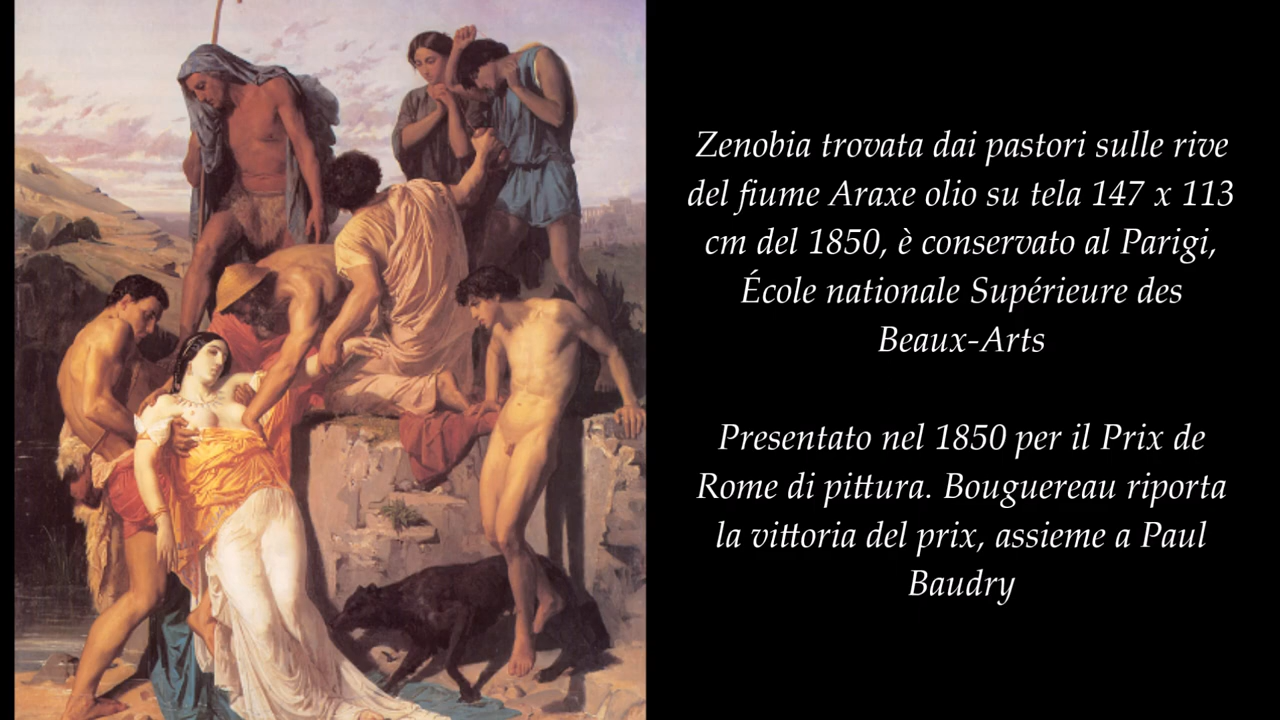 Zenobia trovata dai pastori sulle rive
del fiume Araxe olio su tela 147 x 113
cm del 1850, è conservato al Parigi,
École nationale Supérieure des
Beaux-Arts
Presentato nel 1850 per il Prix de
Rome di pittura. Bouguereau riporta
la vittoria del prix, assieme a Paul
Baudry